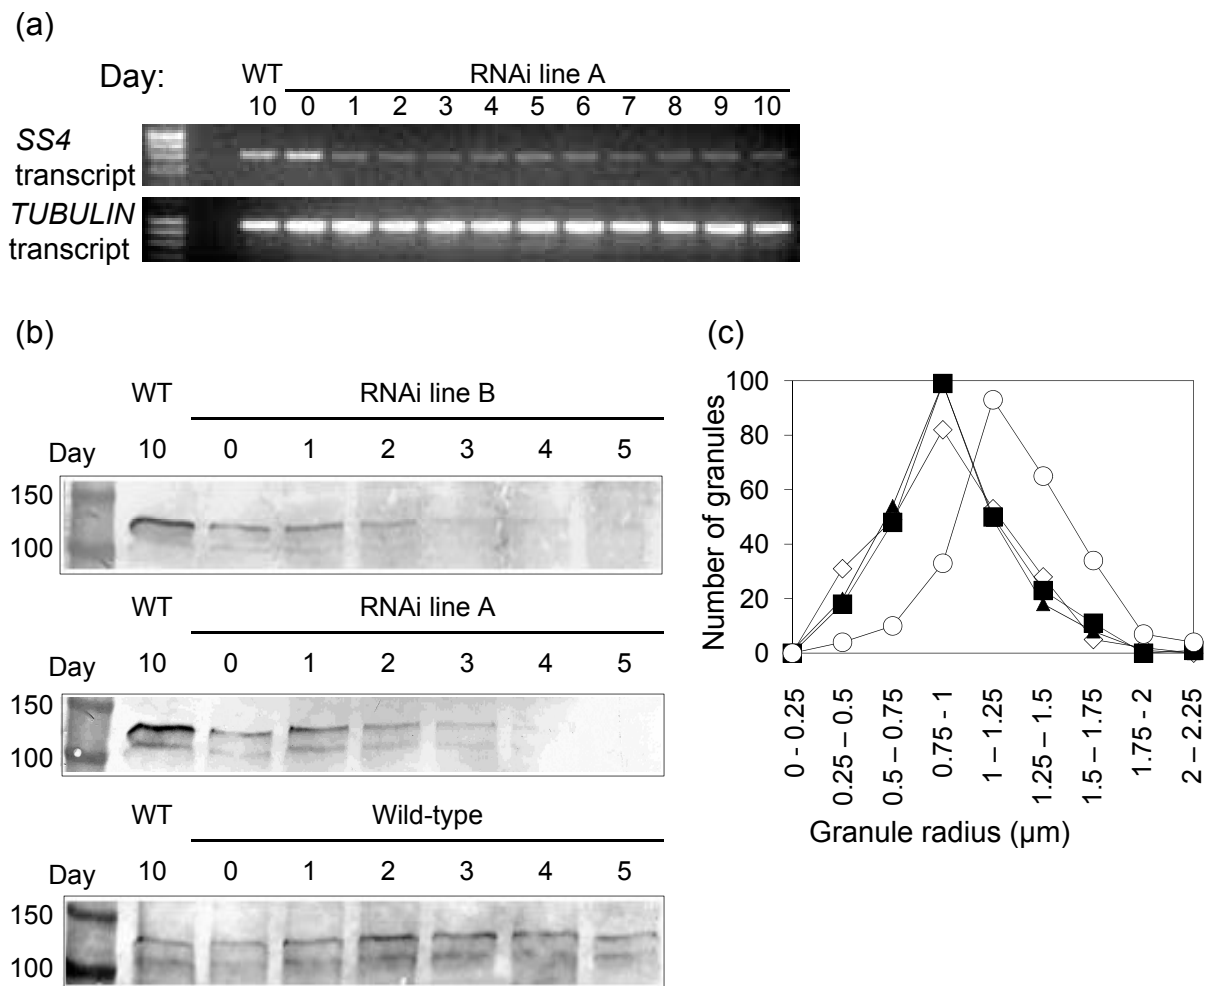 (a)
Day: WT RNAi line A
10 0 1 2 3 4 5 6 7 8 9 10
SS4
transcript
TUBULIN
transcript
(b)
WT RNAi line B
Day 10 0 1 2 3 4 5
150
100
WT RNAi line A
Day 10 0 1 2 3 4 5
150
100
WT Wild-type
Day 10 0 1 2 3 4 5
150
100
(c)
Number of granules
100
80
60
40
20
0
0 - 0.25
0.25 – 0.5
0.5 – 0.75
0.75 - 1
1 – 1.25
1.25 – 1.5
1.5 – 1.75
1.75 - 2
2 – 2.25
Granule radius (µm)